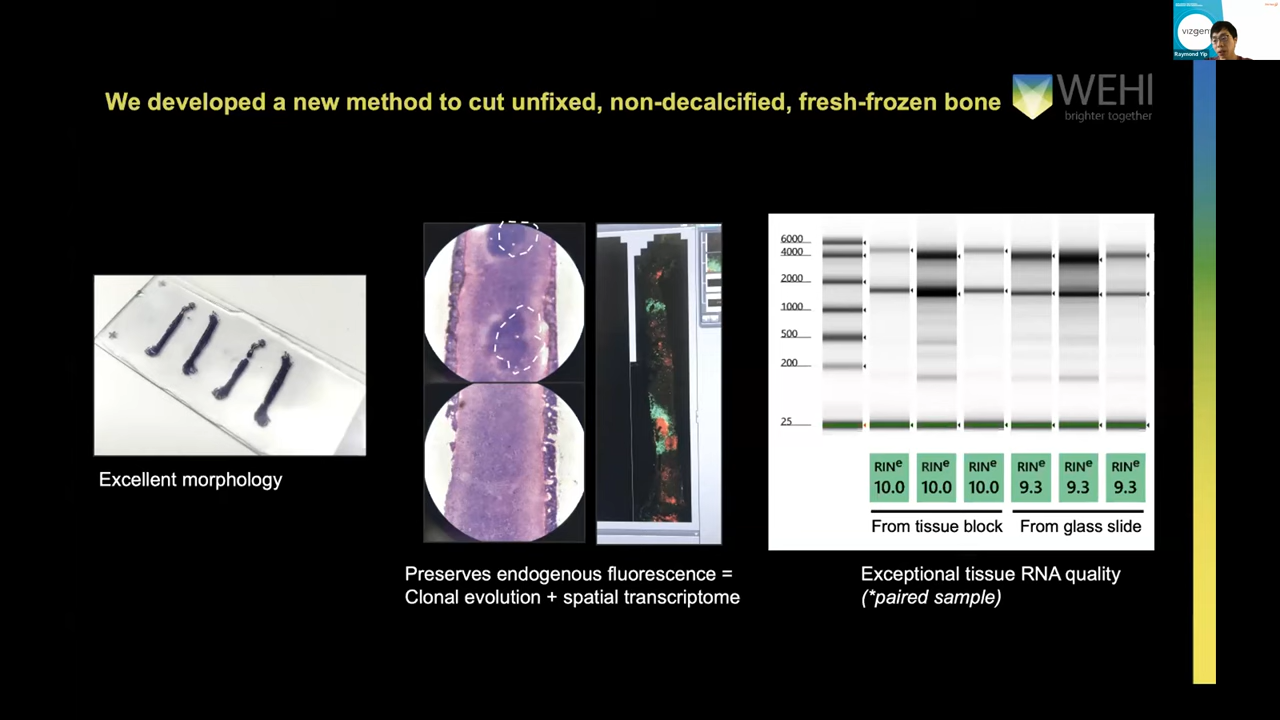 vizgen
Raymond Yip
We developed a new method to cut unfixed, non-decalcified, fresh-frozen bone
WEHI
brighter together
Excellent morphology
Preserves endogenous fluorescence =
Clonal evolution + spatial transcriptome
6000
4000
2000
1000
500
200
25
RINe RINe RINe RINe RINe RINe
10.0 10.0 10.0 9.3 9.3 9.3
From tissue block From glass slide
Exceptional tissue RNA quality
(*paired sample)